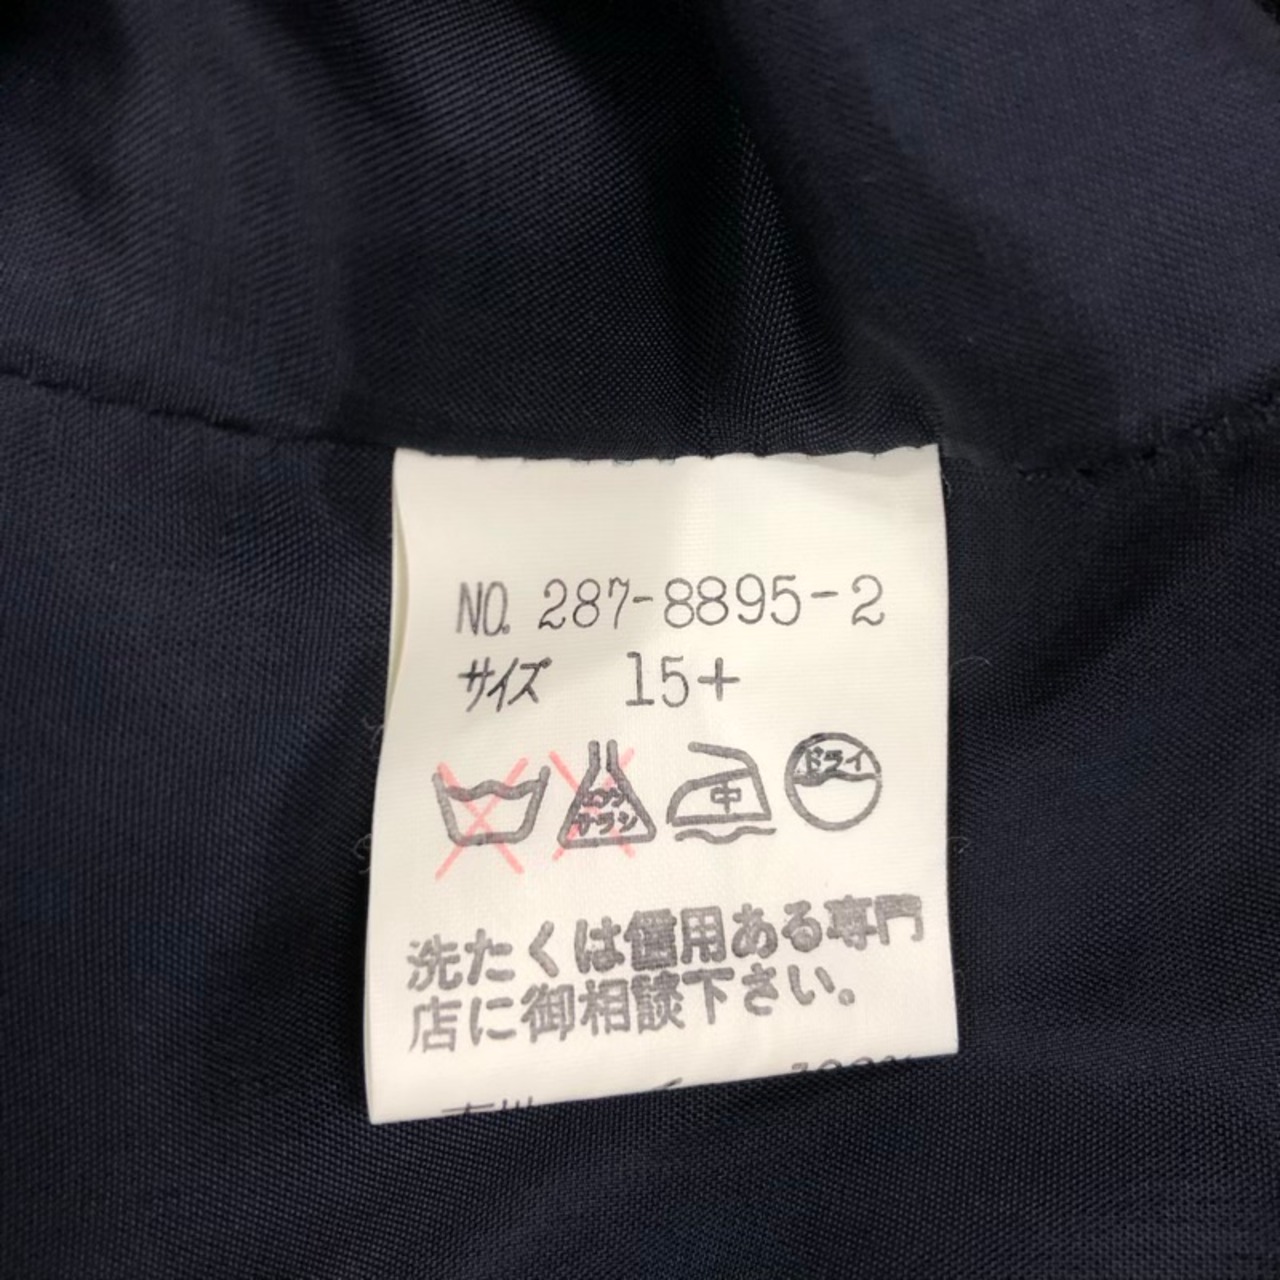 NO. 287-8895-2
サイズ 15+
エンソ
サラシ
中
ドライ
洗たくは信用ある専門
店に御相談下さい。